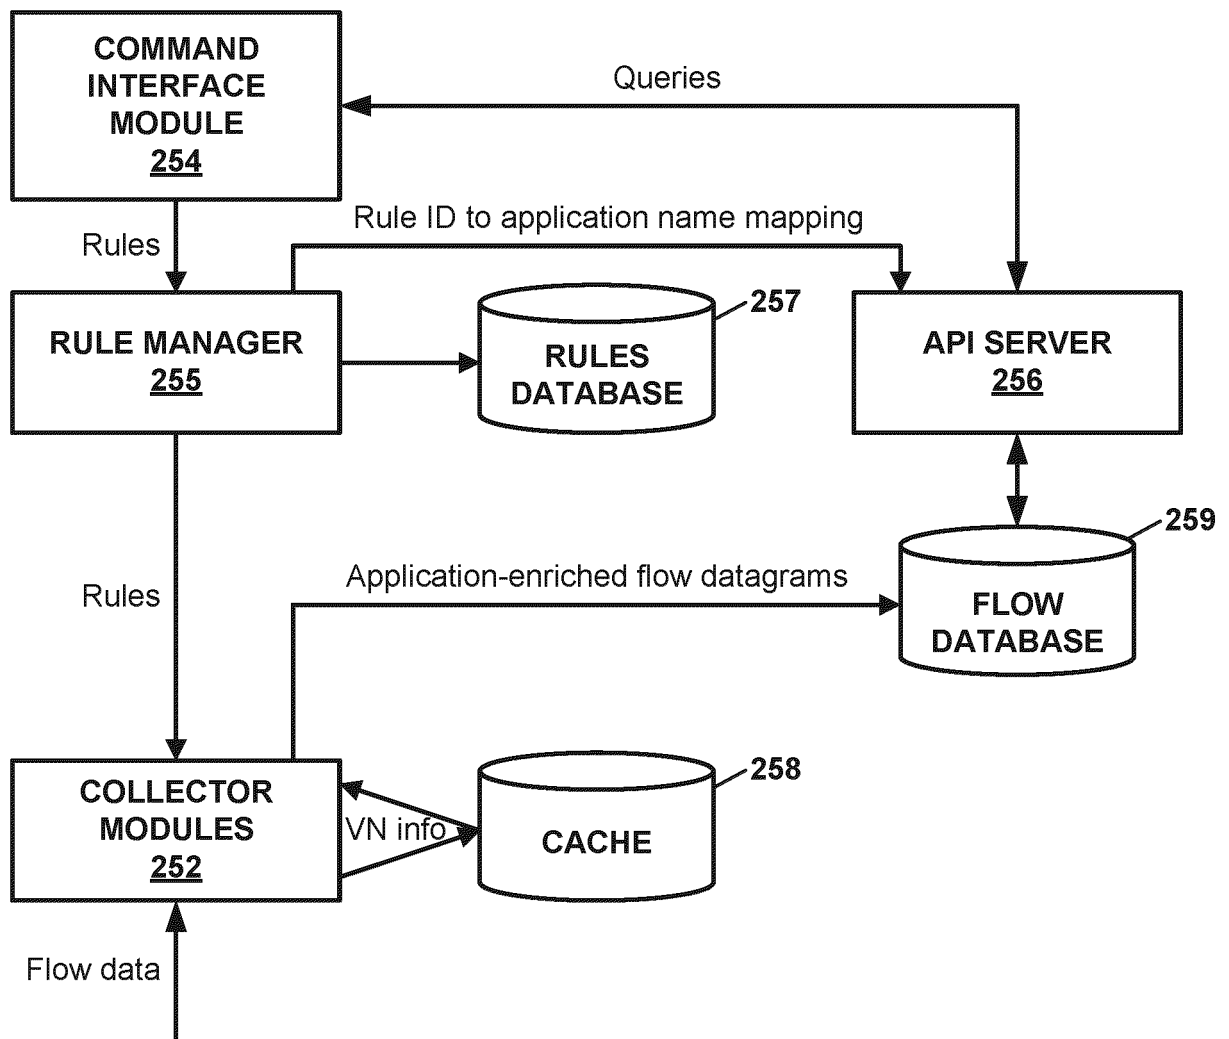 COMMAND
INTERFACE
MODULE
254
Queries
Rule ID to application name mapping
Rules
RULE MANAGER
255
257
RULES
DATABASE
API SERVER
256
259
Application-enriched flow datagrams
Rules
FLOW
DATABASE
COLLECTOR
MODULES
252
VN info
258
CACHE
Flow data